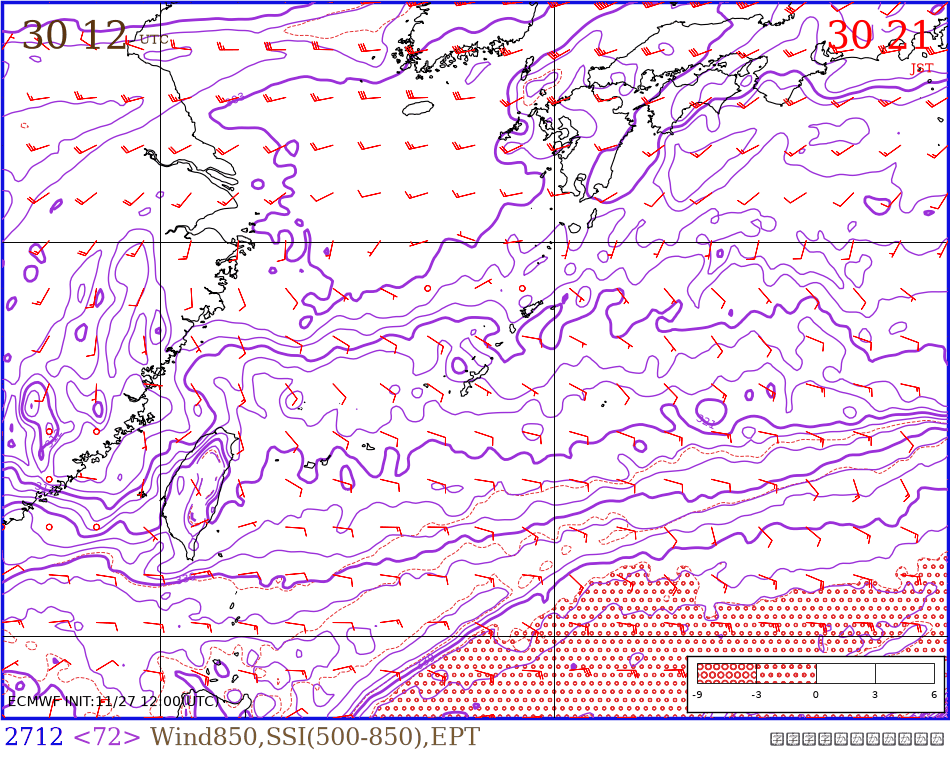 30 12 UTC
30 21
JST
ECMWF INIT:11/27 12:00(UTC)
-9 -3 0 3 6
2712 <72> Wind850,SSI(500-850),EPT